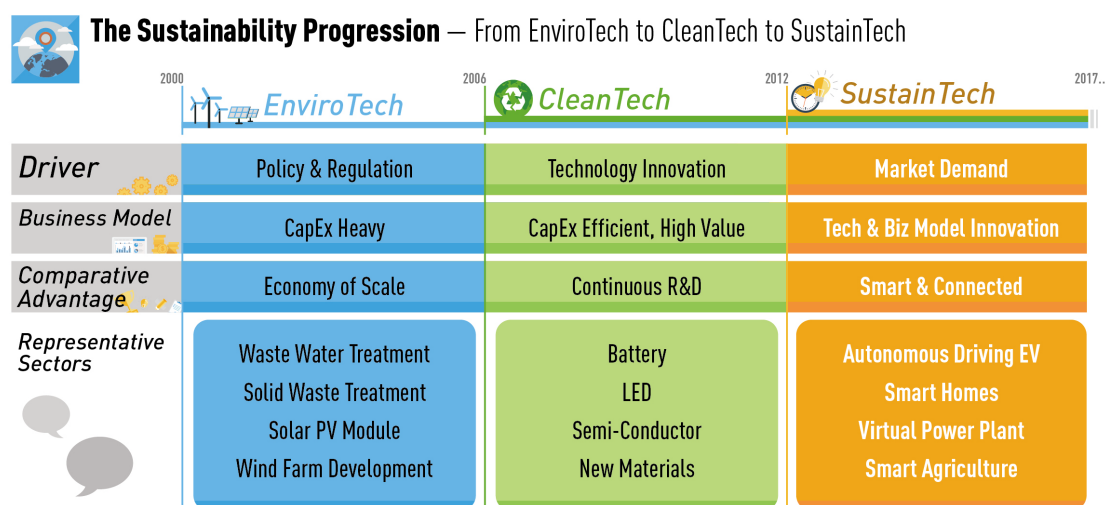 The Sustainability Progression — From EnviroTech to CleanTech to SustainTech
2000 2006 2012 2017..
EnviroTech CleanTech SustainTech
Driver Policy & Regulation Technology Innovation Market Demand
Business Model CapEx Heavy CapEx Efficient, High Value Tech & Biz Model Innovation
Comparative
Advantage Economy of Scale Continuous R&D Smart & Connected
Representative
Sectors
Waste Water Treatment Battery Autonomous Driving EV
Solid Waste Treatment LED Smart Homes
Solar PV Module Semi-Conductor Virtual Power Plant
Wind Farm Development New Materials Smart Agriculture